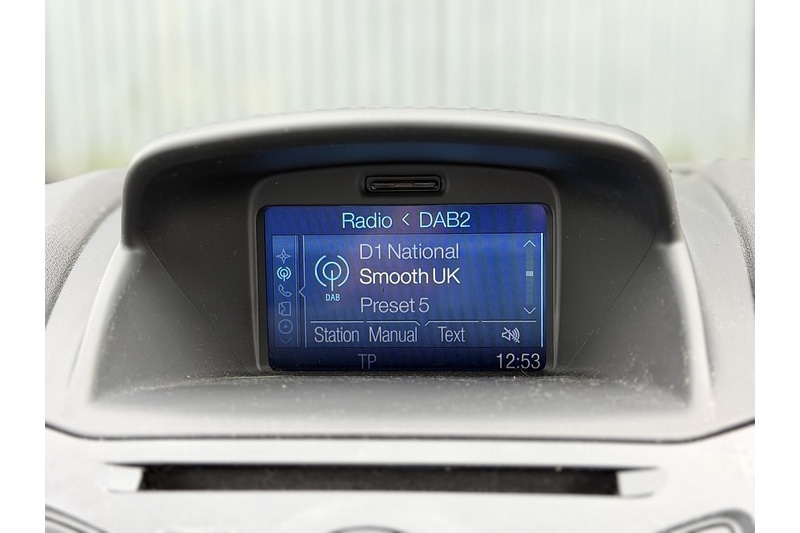 Radio < DAB2
D1 National
Smooth UK
DAB
Preset 5
Station Manual Text
TP 12:53